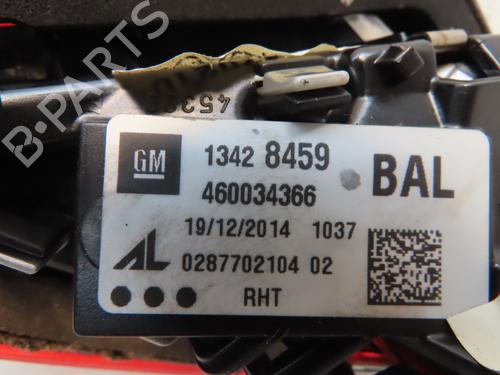 GM 1342 8459 BAL
460034366
19/12/2014 1037
AL 0287702104 02
RHT
B-PARTS